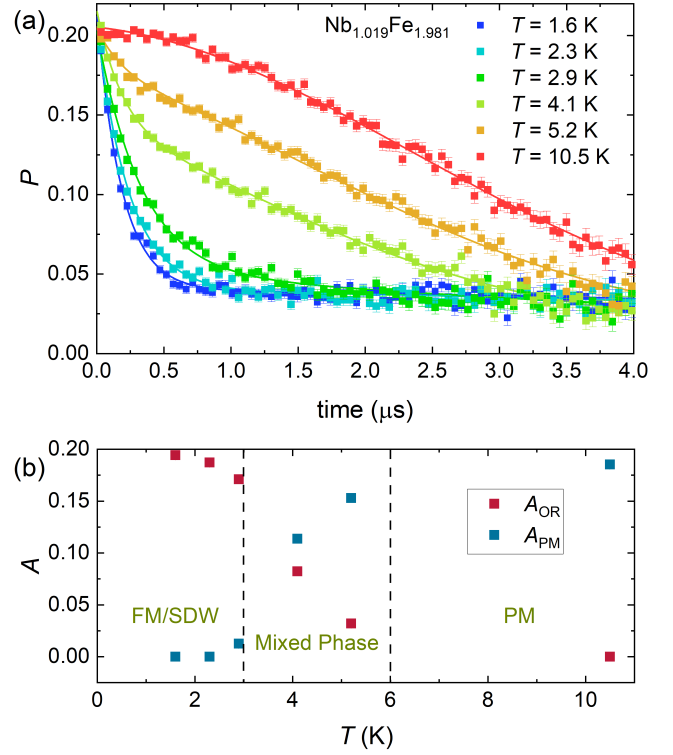 (a)
Nb1.019Fe1.981
T = 1.6 K
T = 2.3 K
T = 2.9 K
T = 4.1 K
T = 5.2 K
T = 10.5 K
P
0.20
0.15
0.10
0.05
0.00
0.0 0.5 1.0 1.5 2.0 2.5 3.0 3.5 4.0
time (μs)
(b)
A
0.20
0.15
0.10
0.05
0.00
AOR
APM
FM/SDW
Mixed Phase
PM
0 2 4 6 8 10
T (K)